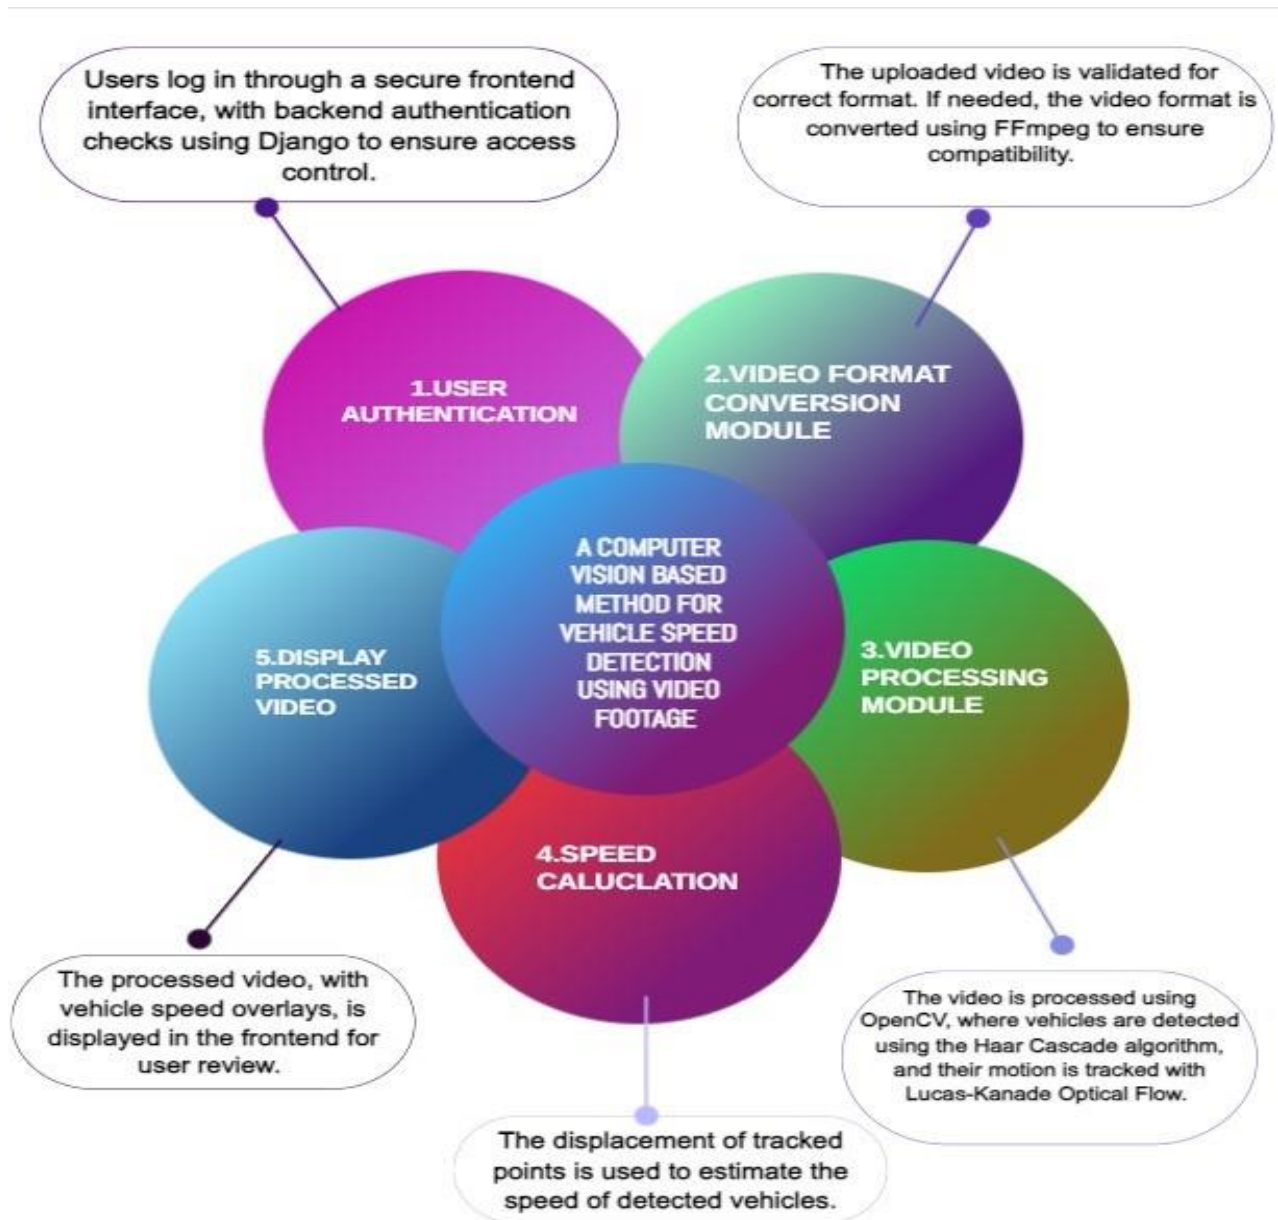 Users log in through a secure frontend
interface, with backend authentication
checks using Django to ensure access
control.
The uploaded video is validated for
correct format. If needed, the video format is
converted using FFmpeg to ensure
compatibility.
1.USER
AUTHENTICATION
2.VIDEO FORMAT
CONVERSION
MODULE
A COMPUTER
VISION BASED
METHOD FOR
VEHICLE SPEED
DETECTION
USING VIDEO
FOOTAGE
3.VIDEO
PROCESSING
MODULE
5.DISPLAY
PROCESSED
VIDEO
4.SPEED
CALUCLATION
The processed video, with
vehicle speed overlays, is
displayed in the frontend for
user review.
The video is processed using
OpenCV, where vehicles are detected
using the Haar Cascade algorithm,
and their motion is tracked with
Lucas-Kanade Optical Flow.
The displacement of tracked
points is used to estimate the
speed of detected vehicles.